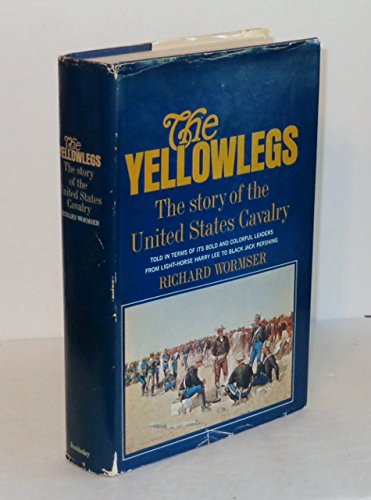 The
YELLOWLEGS
The story
of the
United States
Cavalry
RICHARD WORMSER
Doubleday
The
YELLOWLEGS
The story of the
United States Cavalry
TOLD IN TERMS OF ITS BOLD AND COLORFUL LEADERS
FROM LIGHT-HORSE HARRY LEE TO BLACK JACK PERSHING
RICHARD WORMSER